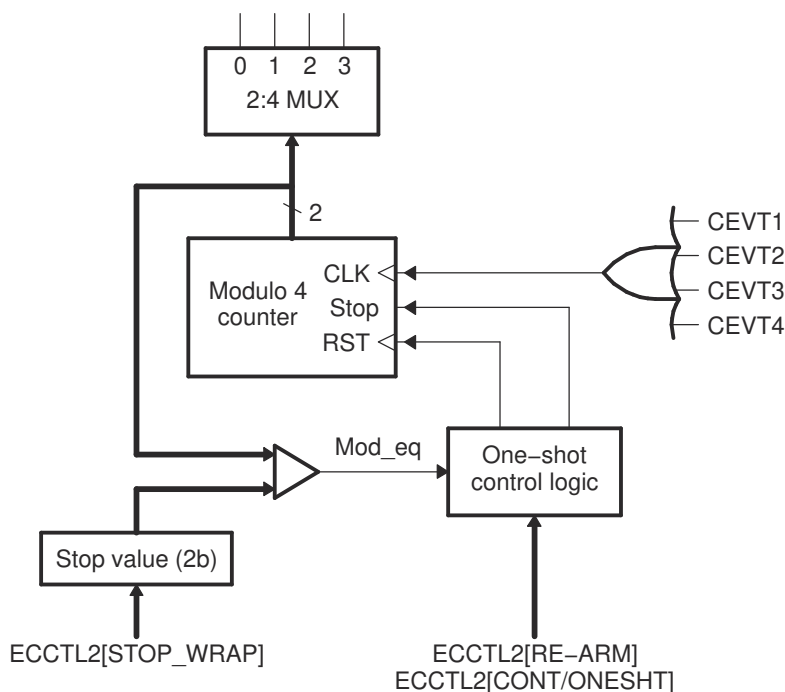 0 1 2 3
2:4 MUX
2
CEVT1
CEVT2
CEVT3
CEVT4
Modulo 4
counter
CLK
Stop
RST
Mod_eq
One−shot
control logic
Stop value (2b)
ECCTL2[STOP_WRAP]
ECCTL2[RE−ARM]
ECCTL2[CONT/ONESHT]